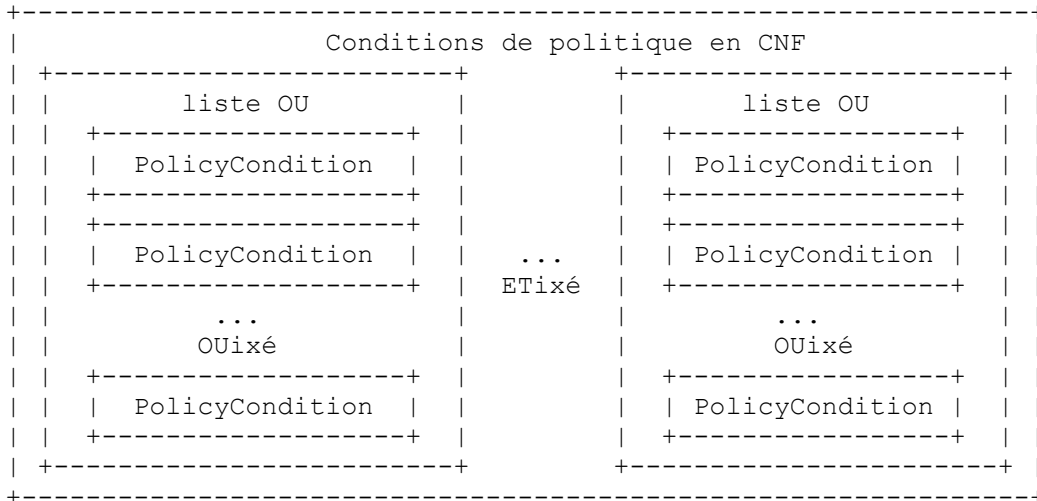 Conditions de politique en CNF
liste OU liste OU
PolicyCondition PolicyCondition
PolicyCondition ... PolicyCondition
ETixé
... ...
OUixé OUixé
PolicyCondition PolicyCondition